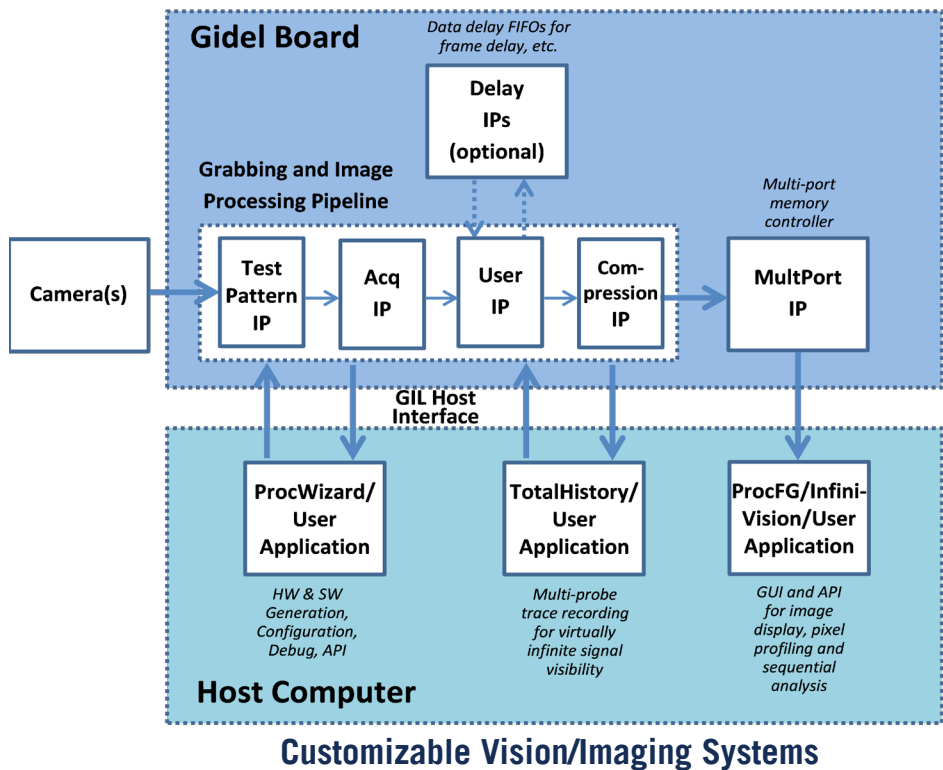 Gidel Board
Data delay FIFOs for
frame delay, etc.
Delay
IPs
(optional)
Grabbing and Image
Processing Pipeline
Multi-port
memory
controller
Camera(s)
Test
Pattern
IP
Acq
IP
User
IP
Com-
pression
IP
MultPort
IP
GIL Host
Interface
ProcWizard/
User
Application
TotalHistory/
User
Application
ProcFG/Infini-
Vision/User
Application
HW & SW
Generation,
Configuration,
Debug, API
Multi-probe
trace recording
for virtually
infinite signal
visibility
GUI and API
for image
display, pixel
profiling and
sequential
analysis
Host Computer
Customizable Vision/Imaging Systems